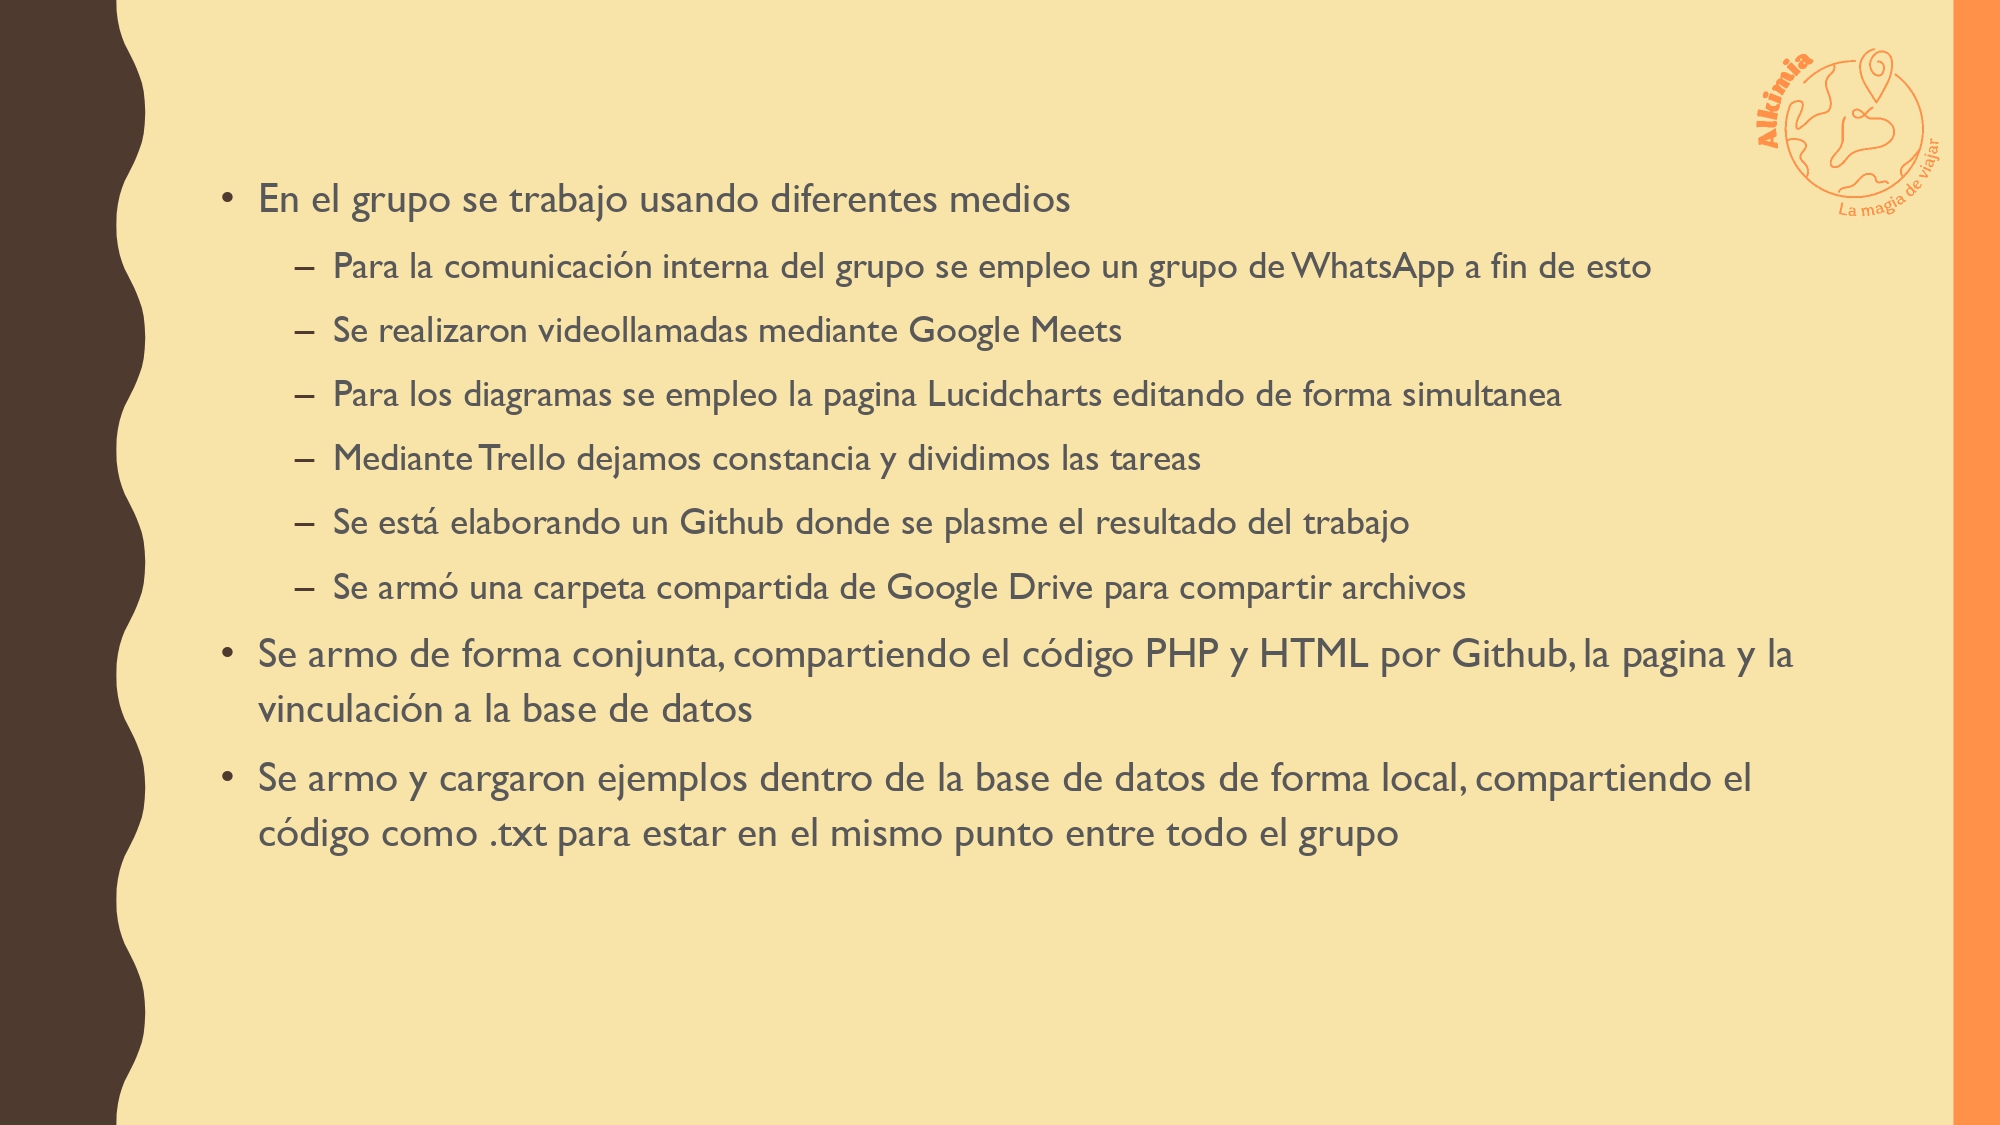 Alkimia
La magia de viajar
• En el grupo se trabajo usando diferentes medios
– Para la comunicación interna del grupo se empleo un grupo de WhatsApp a fin de esto
– Se realizaron videollamadas mediante Google Meets
– Para los diagramas se empleo la pagina Lucidcharts editando de forma simultanea
– Mediante Trello dejamos constancia y dividimos las tareas
– Se está elaborando un Github donde se plasme el resultado del trabajo
– Se armó una carpeta compartida de Google Drive para compartir archivos
• Se armo de forma conjunta, compartiendo el código PHP y HTML por Github, la pagina y la
vinculación a la base de datos
• Se armo y cargaron ejemplos dentro de la base de datos de forma local, compartiendo el
código como .txt para estar en el mismo punto entre todo el grupo